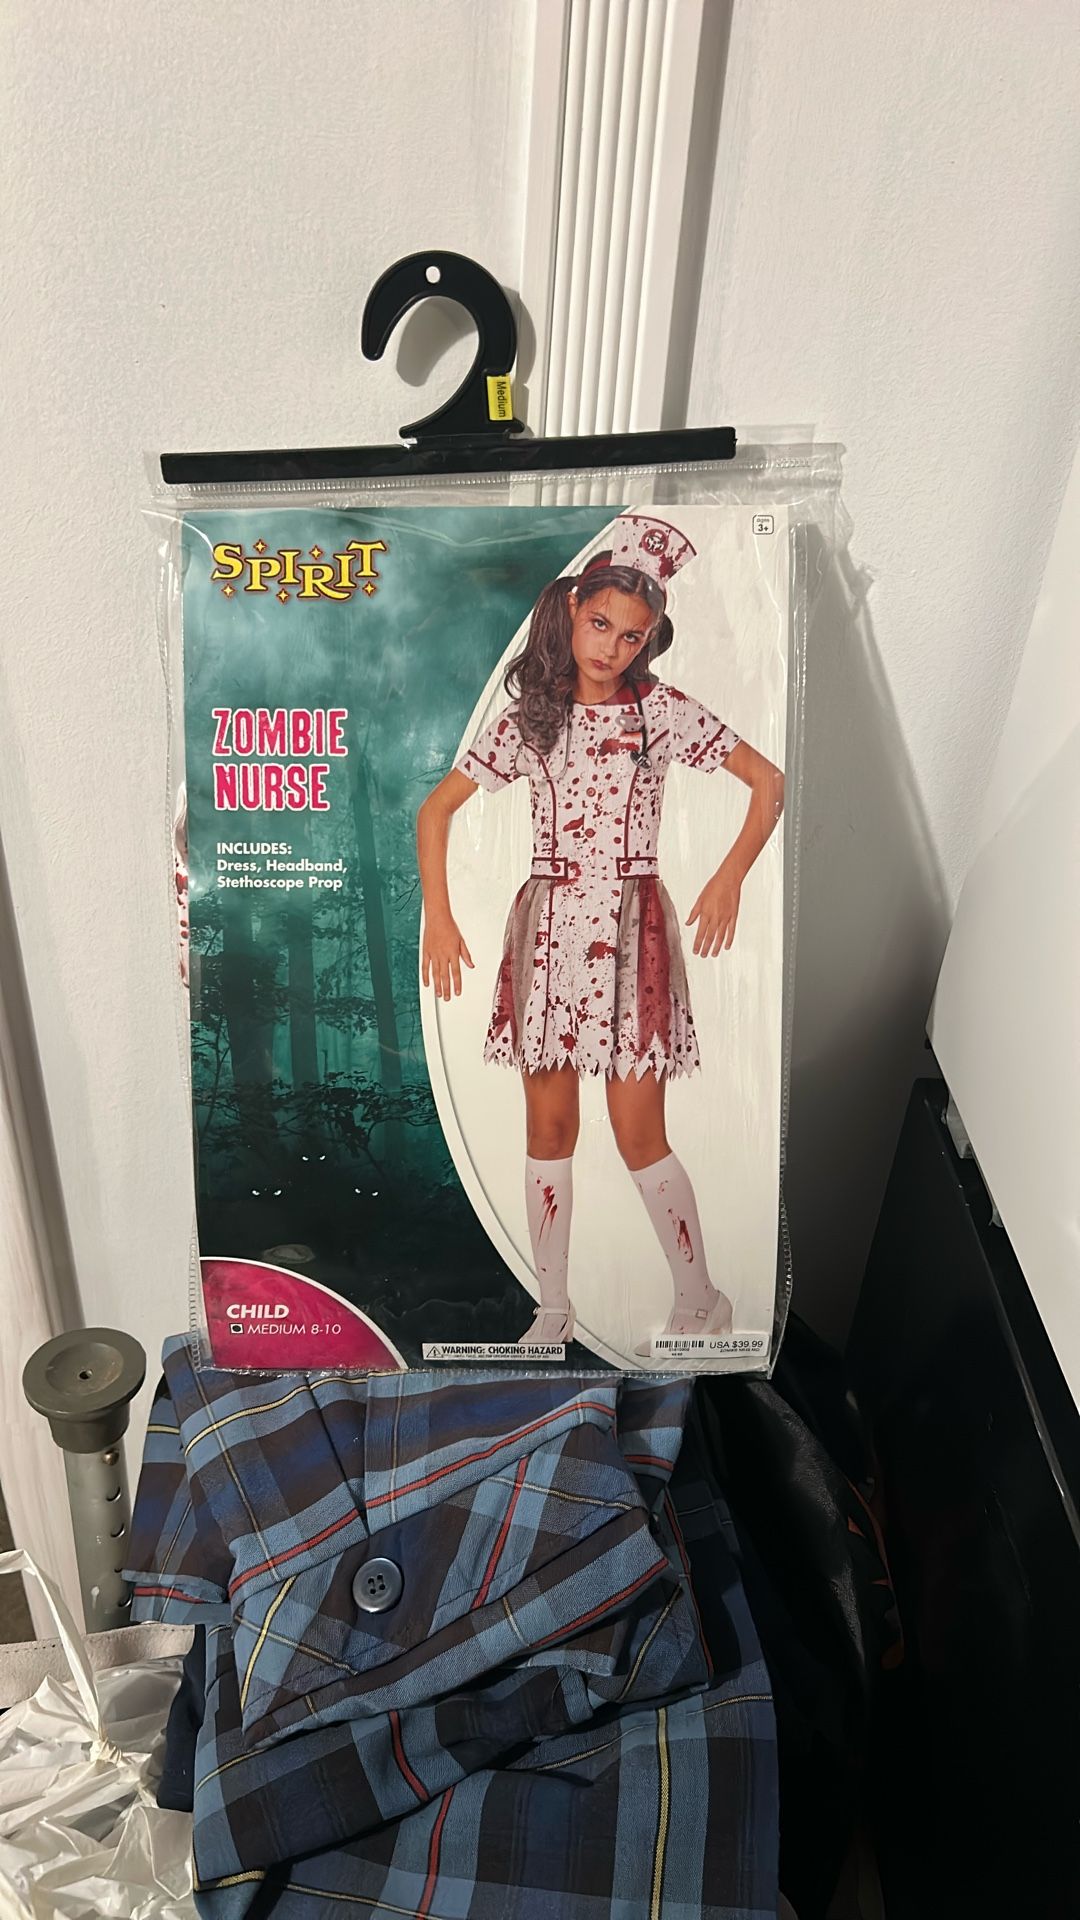 Medium
SPIRIT
ages
3+
ZOMBIE
NURSE
INCLUDES:
Dress, Headband,
Stethoscope Prop
CHILD
MEDIUM 8-10
WARNING: CHOKING HAZARD
USA $39.99